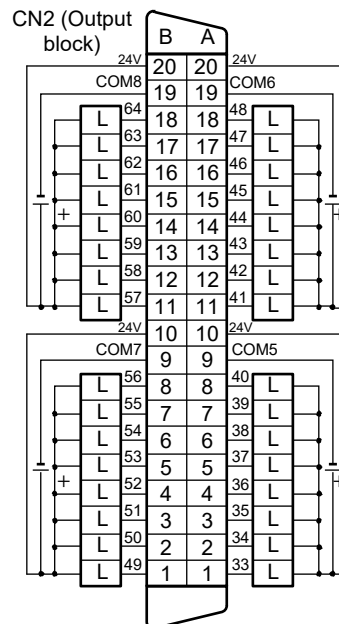 CN2 (Output block) B A
24V 20 20 24V
COM8 19 19 COM6
64 L 18 18 48 L
63 L 17 17 47 L
62 L 16 16 46 L
61 L 15 15 45 L
+ 60 L 14 14 44 L +
59 L 13 13 43 L
58 L 12 12 42 L
57 L 11 11 41 L
24V 10 10 24V
COM7 9 9 COM5
56 L 8 8 40 L
55 L 7 7 39 L
54 L 6 6 38 L
53 L 5 5 37 L
+ 52 L 4 4 36 L +
51 L 3 3 35 L
50 L 2 2 34 L
49 L 1 1 33 L